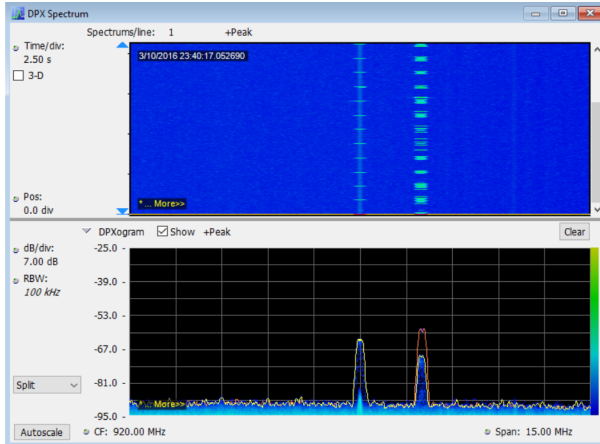 DPX Spectrum
Spectrums/line: 1 +Peak
Time/div:
2.50 s
3-D
3/10/2016 23:40:17.052690
Pos:
0.0 div
* ... More>>
DPXogram Show +Peak Clear
dB/div:
7.00 dB
RBW:
100 kHz
-25.0
-39.0
-53.0
-67.0
-81.0
-95.0
Split
* ... More>>
Autoscale CF: 920.00 MHz Span: 15.00 MHz